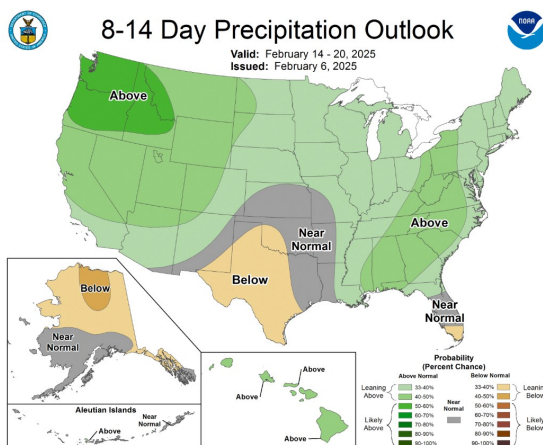 8-14 Day Precipitation Outlook
Valid: February 14 - 20, 2025
Issued: February 6, 2025
NOAA
Above
Near
Normal
Above
Below
Near
Normal
Below
Near
Normal
Aleutian Islands
Near
Normal
Above
Above
Above
Above
Probability
(Percent Chance)
Above Normal
Below Normal
Leaning
Above
33-40%
40-50%
50-60%
Likely
Above
60-70%
70-80%
80-90%
90-100%
Near
Normal
33-40%
40-50%
50-60%
60-70%
70-80%
80-90%
90-100%
Leaning
Below
Likely
Below